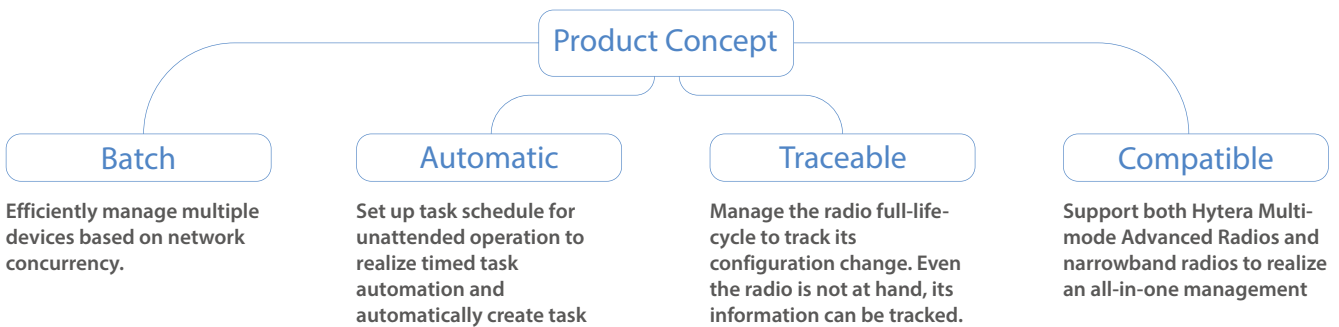 Product Concept
Batch
Efficiently manage multiple
devices based on network
concurrency.
Automatic
Set up task schedule for
unattended operation to
realize timed task
automation and
automatically create task
Traceable
Manage the radio full-life-
cycle to track its
configuration change. Even
the radio is not at hand, its
information can be tracked.
Compatible
Support both Hytera Multi-
mode Advanced Radios and
narrowband radios to realize
an all-in-one management